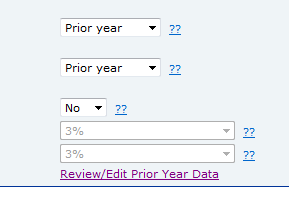 Prior year ??
Prior year ??
No ??
3% ??
3% ??
Review/Edit Prior Year Data